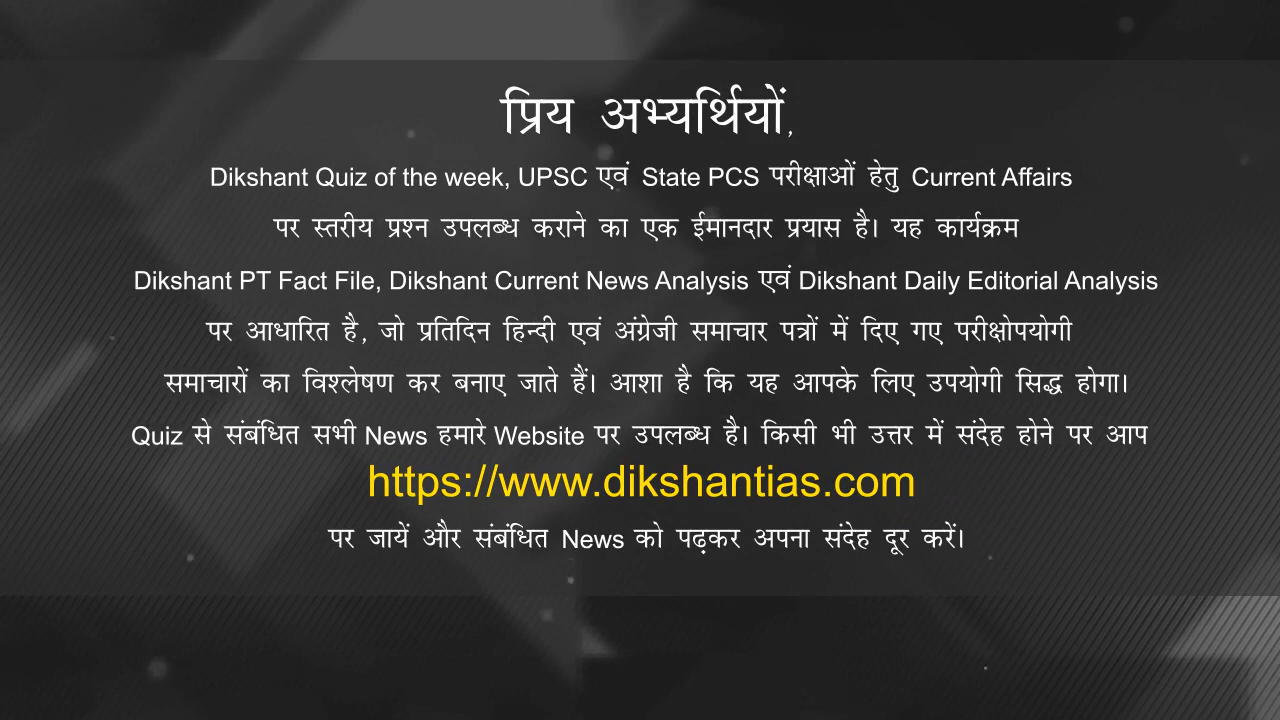 प्रिय अभ्यर्थियों,
Dikshant Quiz of the week, UPSC एवं State PCS परीक्षाओं हेतु Current Affairs
पर स्तरीय प्रश्न उपलब्ध कराने का एक ईमानदार प्रयास है। यह कार्यक्रम
Dikshant PT Fact File, Dikshant Current News Analysis एवं Dikshant Daily Editorial Analysis
पर आधारित है, जो प्रतिदिन हिन्दी एवं अंग्रेजी समाचार पत्रों में दिए गए परीक्षोपयोगी
समाचारों का विश्लेषण कर बनाए जाते हैं। आशा है कि यह आपके लिए उपयोगी सिद्ध होगा।
Quiz से संबंधित सभी News हमारे Website पर उपलब्ध है। किसी भी उत्तर में संदेह होने पर आप
https://www.dikshantias.com
पर जायें और संबंधित News को पढ़कर अपना संदेह दूर करें।